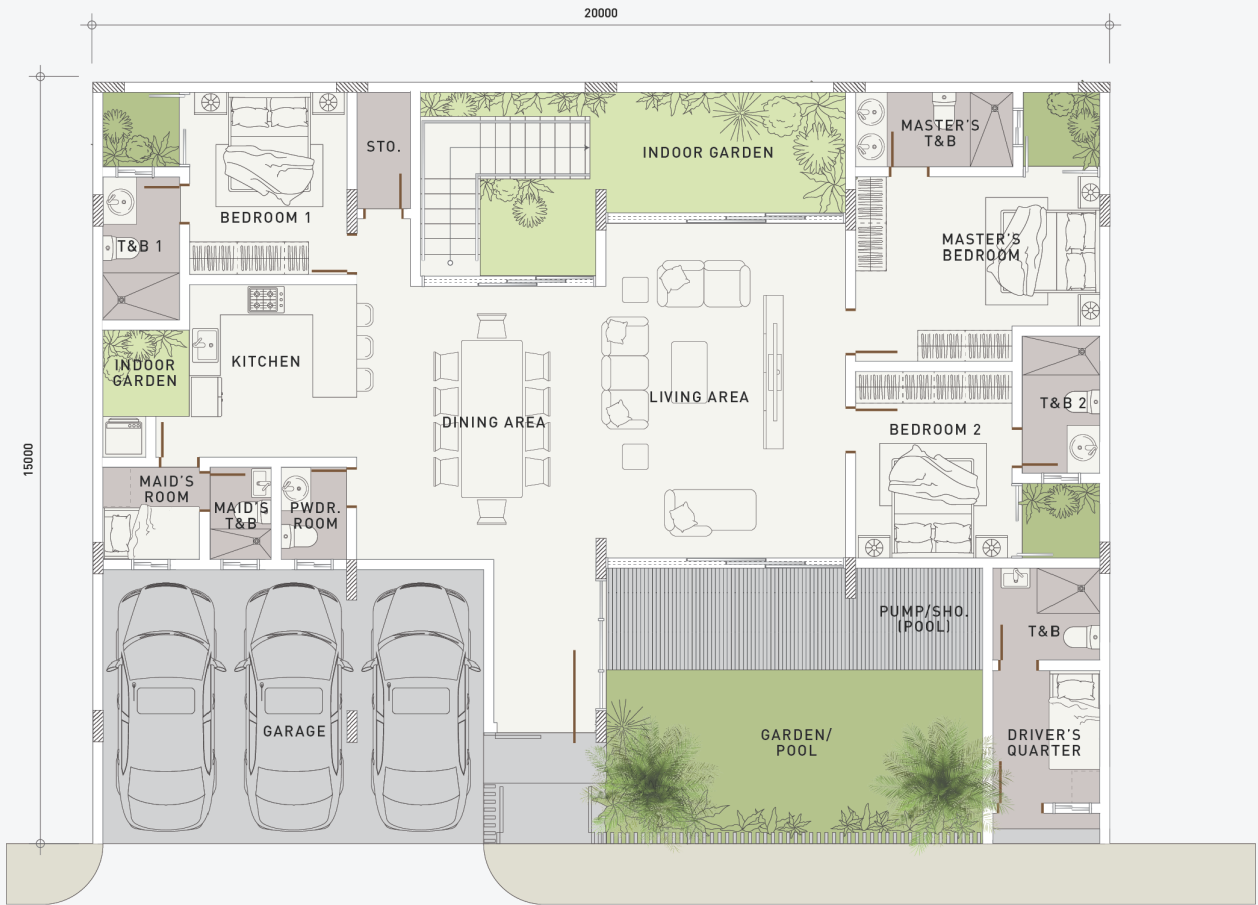 20000
15000
STO.
INDOOR GARDEN
MASTER'S
T&B
BEDROOM 1
T&B 1
MASTER'S
BEDROOM
INDOOR
GARDEN
KITCHEN
DINING AREA
LIVING AREA
T&B 2
BEDROOM 2
MAID'S
ROOM
MAID'S
T&B
PWDR.
ROOM
PUMP/SHO.
(POOL)
T&B
GARAGE
GARDEN/
POOL
DRIVER'S
QUARTER